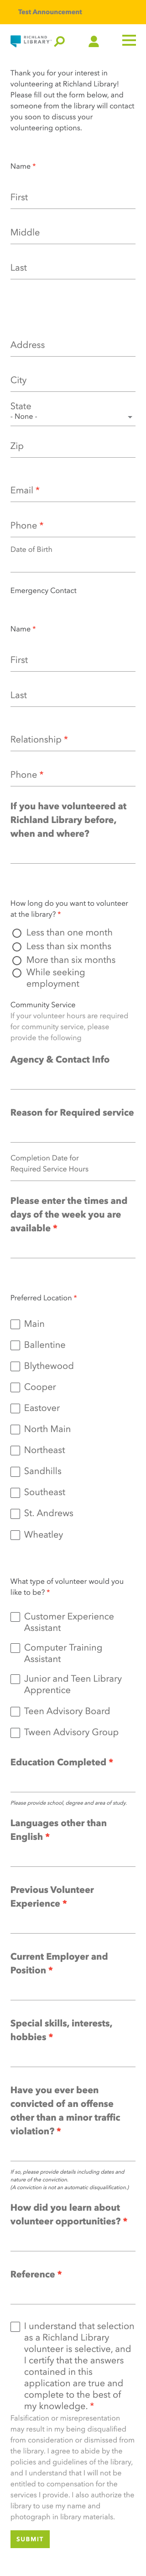 Test Announcement
RICHLAND
LIBRARY
Thank you for your interest in
volunteering at Richland Library!
Please fill out the form below, and
someone from the library will contact
you soon to discuss your
volunteering options.
Name *
First
Middle
Last
Address
City
State
- None -
Zip
Email *
Phone *
Date of Birth
Emergency Contact
Name *
First
Last
Relationship *
Phone *
If you have volunteered at
Richland Library before,
when and where?
How long do you want to volunteer
at the library? *
Less than one month
Less than six months
More than six months
While seeking
employment
Community Service
If your volunteer hours are required
for community service, please
provide the following
Agency & Contact Info
Reason for Required service
Completion Date for
Required Service Hours
Please enter the times and
days of the week you are
available *
Preferred Location *
Main
Ballentine
Blythewood
Cooper
Eastover
North Main
Northeast
Sandhills
Southeast
St. Andrews
Wheatley
What type of volunteer would you
like to be? *
Customer Experience
Assistant
Computer Training
Assistant
Junior and Teen Library
Apprentice
Teen Advisory Board
Tween Advisory Group
Education Completed *
Please provide school, degree and area of study.
Languages other than
English *
Previous Volunteer
Experience *
Current Employer and
Position *
Special skills, interests,
hobbies *
Have you ever been
convicted of an offense
other than a minor traffic
violation? *
If so, please provide details including dates and
nature of the conviction.
(A conviction is not an automatic disqualification.)
How did you learn about
volunteer opportunities? *
Reference *
I understand that selection
as a Richland Library
volunteer is selective, and
I certify that the answers
contained in this
application are true and
complete to the best of
my knowledge. *
Falsification or misrepresentation
may result in my being disqualified
from consideration or dismissed from
the library. I agree to abide by the
policies and guidelines of the library,
and I understand that I will not be
entitled to compensation for the
services I provide. I also authorize the
library to use my name and
photograph in library materials.
SUBMIT